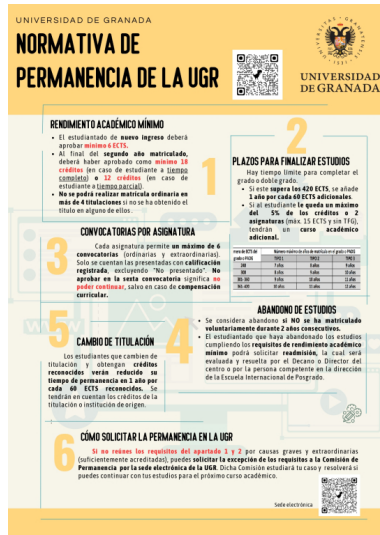 UNIVERSIDAD DE GRANADA
NORMATIVA DE
PERMANENCIA DE LA UGR
UNIVERSIDAD
DE GRANADA
RENDIMIENTO ACADÉMICO MÍNIMO
El estudiantado de nuevo ingreso deberá
aprobar mínimo 6 ECTS.
Al final del segundo año matriculado,
deberá haber aprobado como mínimo 18
créditos (en caso de estudiante a tiempo
completo) o 12 créditos (en caso de
estudiante a tiempo parcial).
No se podrá realizar matrícula ordinaria en
más de 4 titulaciones si no se ha obtenido el
título en alguno de ellos.
1
2
PLAZOS PARA FINALIZAR ESTUDIOS
Hay tiempo límite para completar el
grado o doble grado.
Si este supera los 420 ECTS, se añade
1 año por cada 60 ECTS adicionales.
Si al estudiante le queda un máximo
del 5% de los créditos o 2
asignaturas (máx. 15 ECTS y sin TFG),
tendrán un curso académico
adicional.
3
CONVOCATORIAS POR ASIGNATURA
Cada asignatura permite un máximo de 6
convocatorias (ordinarias y extraordinarias).
Solo se cuentan las presentadas con calificación
registrada, excluyendo "No presentado". No
aprobar en la sexta convocatoria significa no
poder continuar, salvo en caso de compensación
curricular.
4
ABANDONO DE ESTUDIOS
Se considera abandono si NO se ha matriculado
voluntariamente durante 2 años consecutivos.
El estudiantado que haya abandonado los estudios
cumpliendo los requisitos de rendimiento académico
mínimo podrá solicitar readmisión, la cual será
evaluada y resuelta por el Decano o Director del
centro o por la persona competente en la dirección
de la Escuela Internacional de Posgrado.
5
CAMBIO DE TITULACIÓN
Los estudiantes que cambien de
titulación y obtengan créditos
reconocidos verán reducido su
tiempo de permanencia en 1 año por
cada 60 ECTS reconocidos. Se
tendrán en cuenta los créditos de la
titulación o institución de origen.
6
CÓMO SOLICITAR LA PERMANENCIA EN LA UGR
Si no reúnes los requisitos del apartado 1 y 2 por causas graves y extraordinarias
(suficientemente acreditadas), puedes solicitar la excepción de los requisitos a la Comisión de
Permanencia por la sede electrónica de la UGR. Dicha Comisión estudiará tu caso y resolverá si
puedes continuar con tus estudios para el próximo curso académico.
Sede electrónica